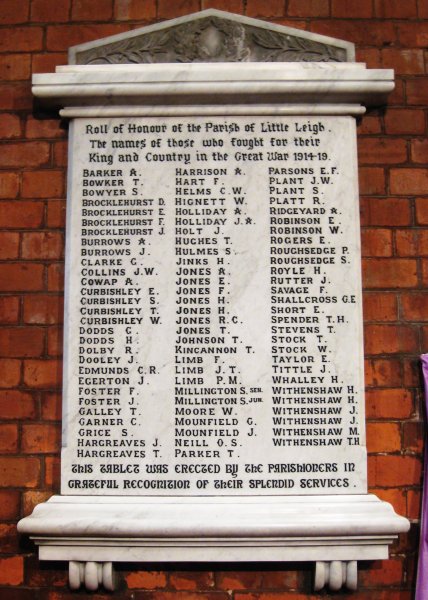 Roll of Honour of the Parish of Little Leigh.
The names of those who fought for their
King and Country in the Great War 1914-19.
BARKER A.
BOWKER T.
BOWYER S.
BROCKLEHURST D.
BROCKLEHURST E.
BROCKLEHURST F.
BROCKLEHURST J.
BURROWS A.
BURROWS J.
CLARKE G.
COLLINS J.W.
COWAP A.
CURBISHLEY E.
CURBISHLEY S.
CURBISHLEY T.
CURBISHLEY W.
DODDS C.
DODDS H.
DOLBY R.
DOOLEY J.
EDMUNDS C.R.
EGERTON J.
FOSTER F.
FOSTER J.
GALLEY T.
GARNER C.
GRICE S.
HARGREAVES J.
HARGREAVES T.
HARRISON A.
HART F.
HELMS C.W.
HIGNETT W.
HOLLIDAY A.
HOLLIDAY J.A.
HOLT J.
HUGHES T.
HULMES S.
JINKS H.
JONES A.
JONES E.
JONES F.
JONES H.
JONES H.
JONES R.C.
JONES T.
JOHNSON T.
KINCANNON T.
LIMB F.
LIMB J.T.
LIMB P.M.
MILLINGTON S. SEN.
MILLINGTON S. JUN.
MOORE W.
MOUNFIELD G.
MOUNFIELD J.
NEILL O.S.
PARKER T.
PARSONS E.F.
PLANT J.W.
PLANT S.
PLATT R.
RIDGEYARD A.
ROBINSON E.
ROBINSON W.
ROGERS E.
ROUGHSEDGE P.
ROUGHSEDGE S.
ROYLE H.
RUTTER J.
SAVAGE F.
SHALLCROSS G.E
SHORT E.
SPENDER T.H.
STEVENS T.
STOCK T.
STOCK W.
TAYLOR E.
TITTLE J.
WHALLEY H.
WITHENSHAW H.
WITHENSHAW H.
WITHENSHAW J.
WITHENSHAW J.
WITHENSHAW M.
WITHENSHAW T.H
THIS TABLET WAS ERECTED BY THE PARISHIONERS IN
GRATEFUL RECOGNITION OF THEIR SPLENDID SERVICES.